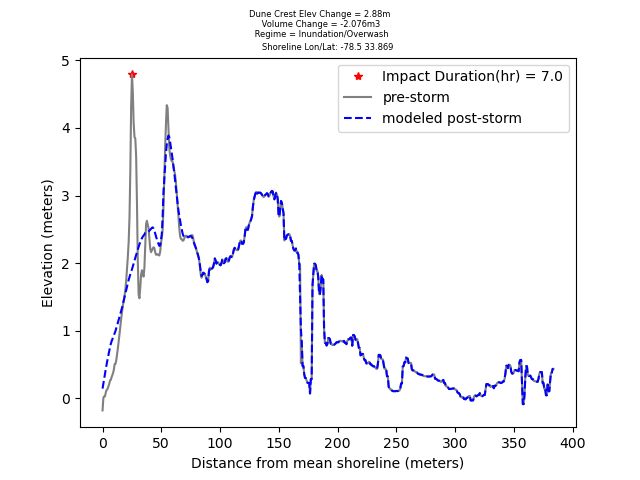 Dune Crest Elev Change = 2.88m
Volume Change = -2.076m3
Regime = Inundation/Overwash
Shoreline Lon/Lat: -78.5 33.869
Impact Duration(hr) = 7.0
pre-storm
modeled post-storm
Elevation (meters)
5
4
3
2
1
0
0 50 100 150 200 250 300 350 400
Distance from mean shoreline (meters)